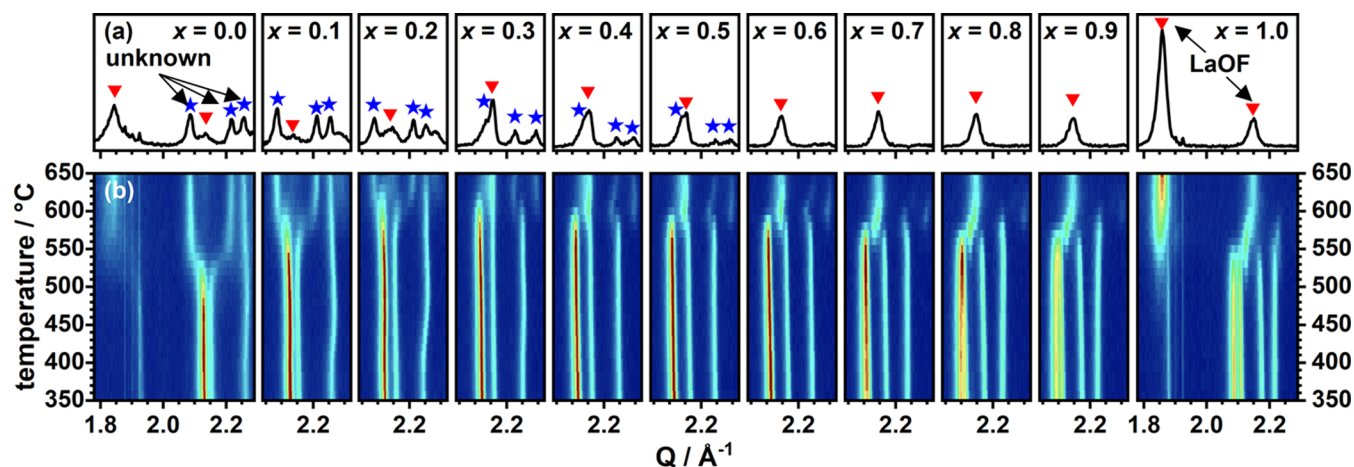 (a) x = 0.0 x = 0.1 x = 0.2 x = 0.3 x = 0.4 x = 0.5 x = 0.6 x = 0.7 x = 0.8 x = 0.9 x = 1.0
unknown
LaOF
(b)
650 650
600 600
550 550
500 500
450 450
400 400
350 350
temperature / °C
1.8 2.0 2.2 2.2 2.2 2.2 2.2 2.2 2.2 2.2 2.2 2.2 1.8 2.0 2.2
Q / Å-1